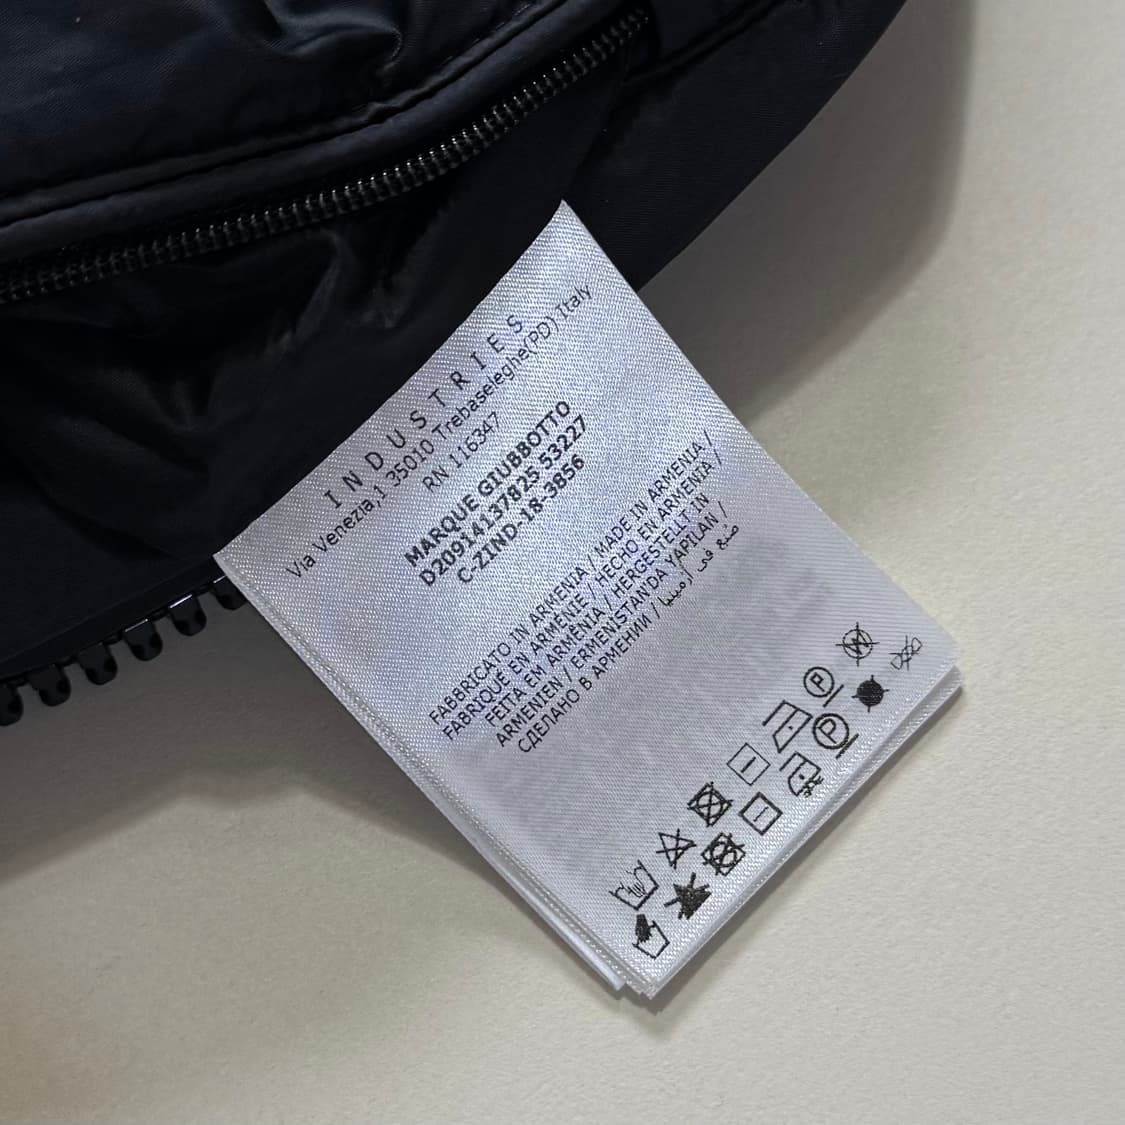 INDUSTRIES
Via Venezia,1 35010 Trebaseleghe(PD) Italy
RN 116347
MARQUE GIUBBOTTO
D20914137825 53227
C-ZIND-18-3856
FABBRICATO IN ARMENIA / MADE IN ARMENIA /
FABRIQUÉ EN ARMÉNIE / HECHO EN ARMENIA /
FEITA EM ARMÊNIA / HERGESTELLT IN
ARMENIEN / ERMENISTAN'DA YAPILAN /
СДЕЛАНО В АРМЕНИИ / صنع في أرمينيا